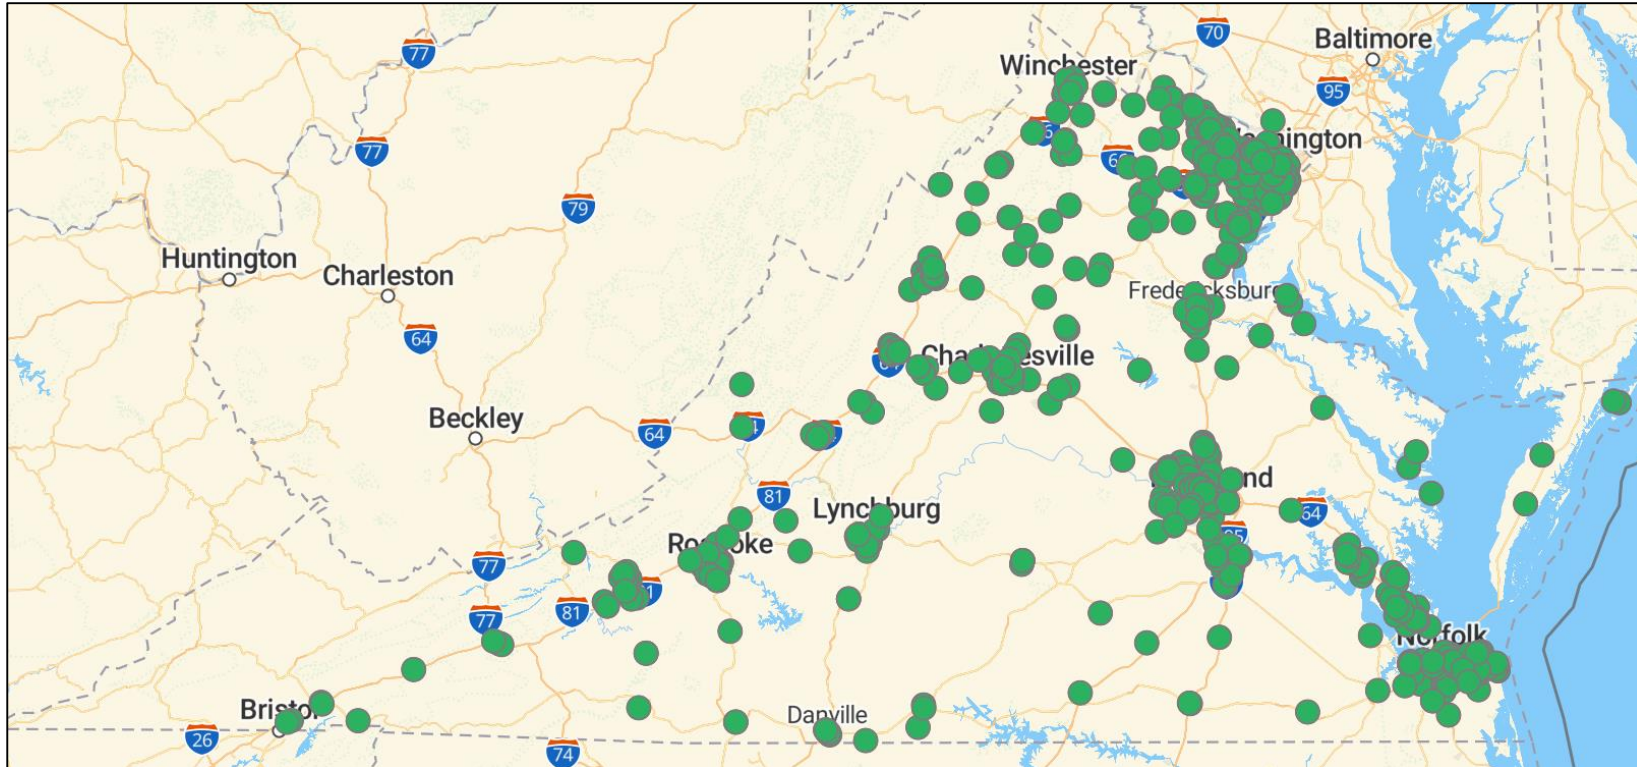 70
Baltimore
77
Winchester
95
77
79
Huntington
Charleston
Fredericksburg
64
Beckley
64
81
Lynchburg
64
77
81
77
Norfolk
Bristol
Danville
26
74